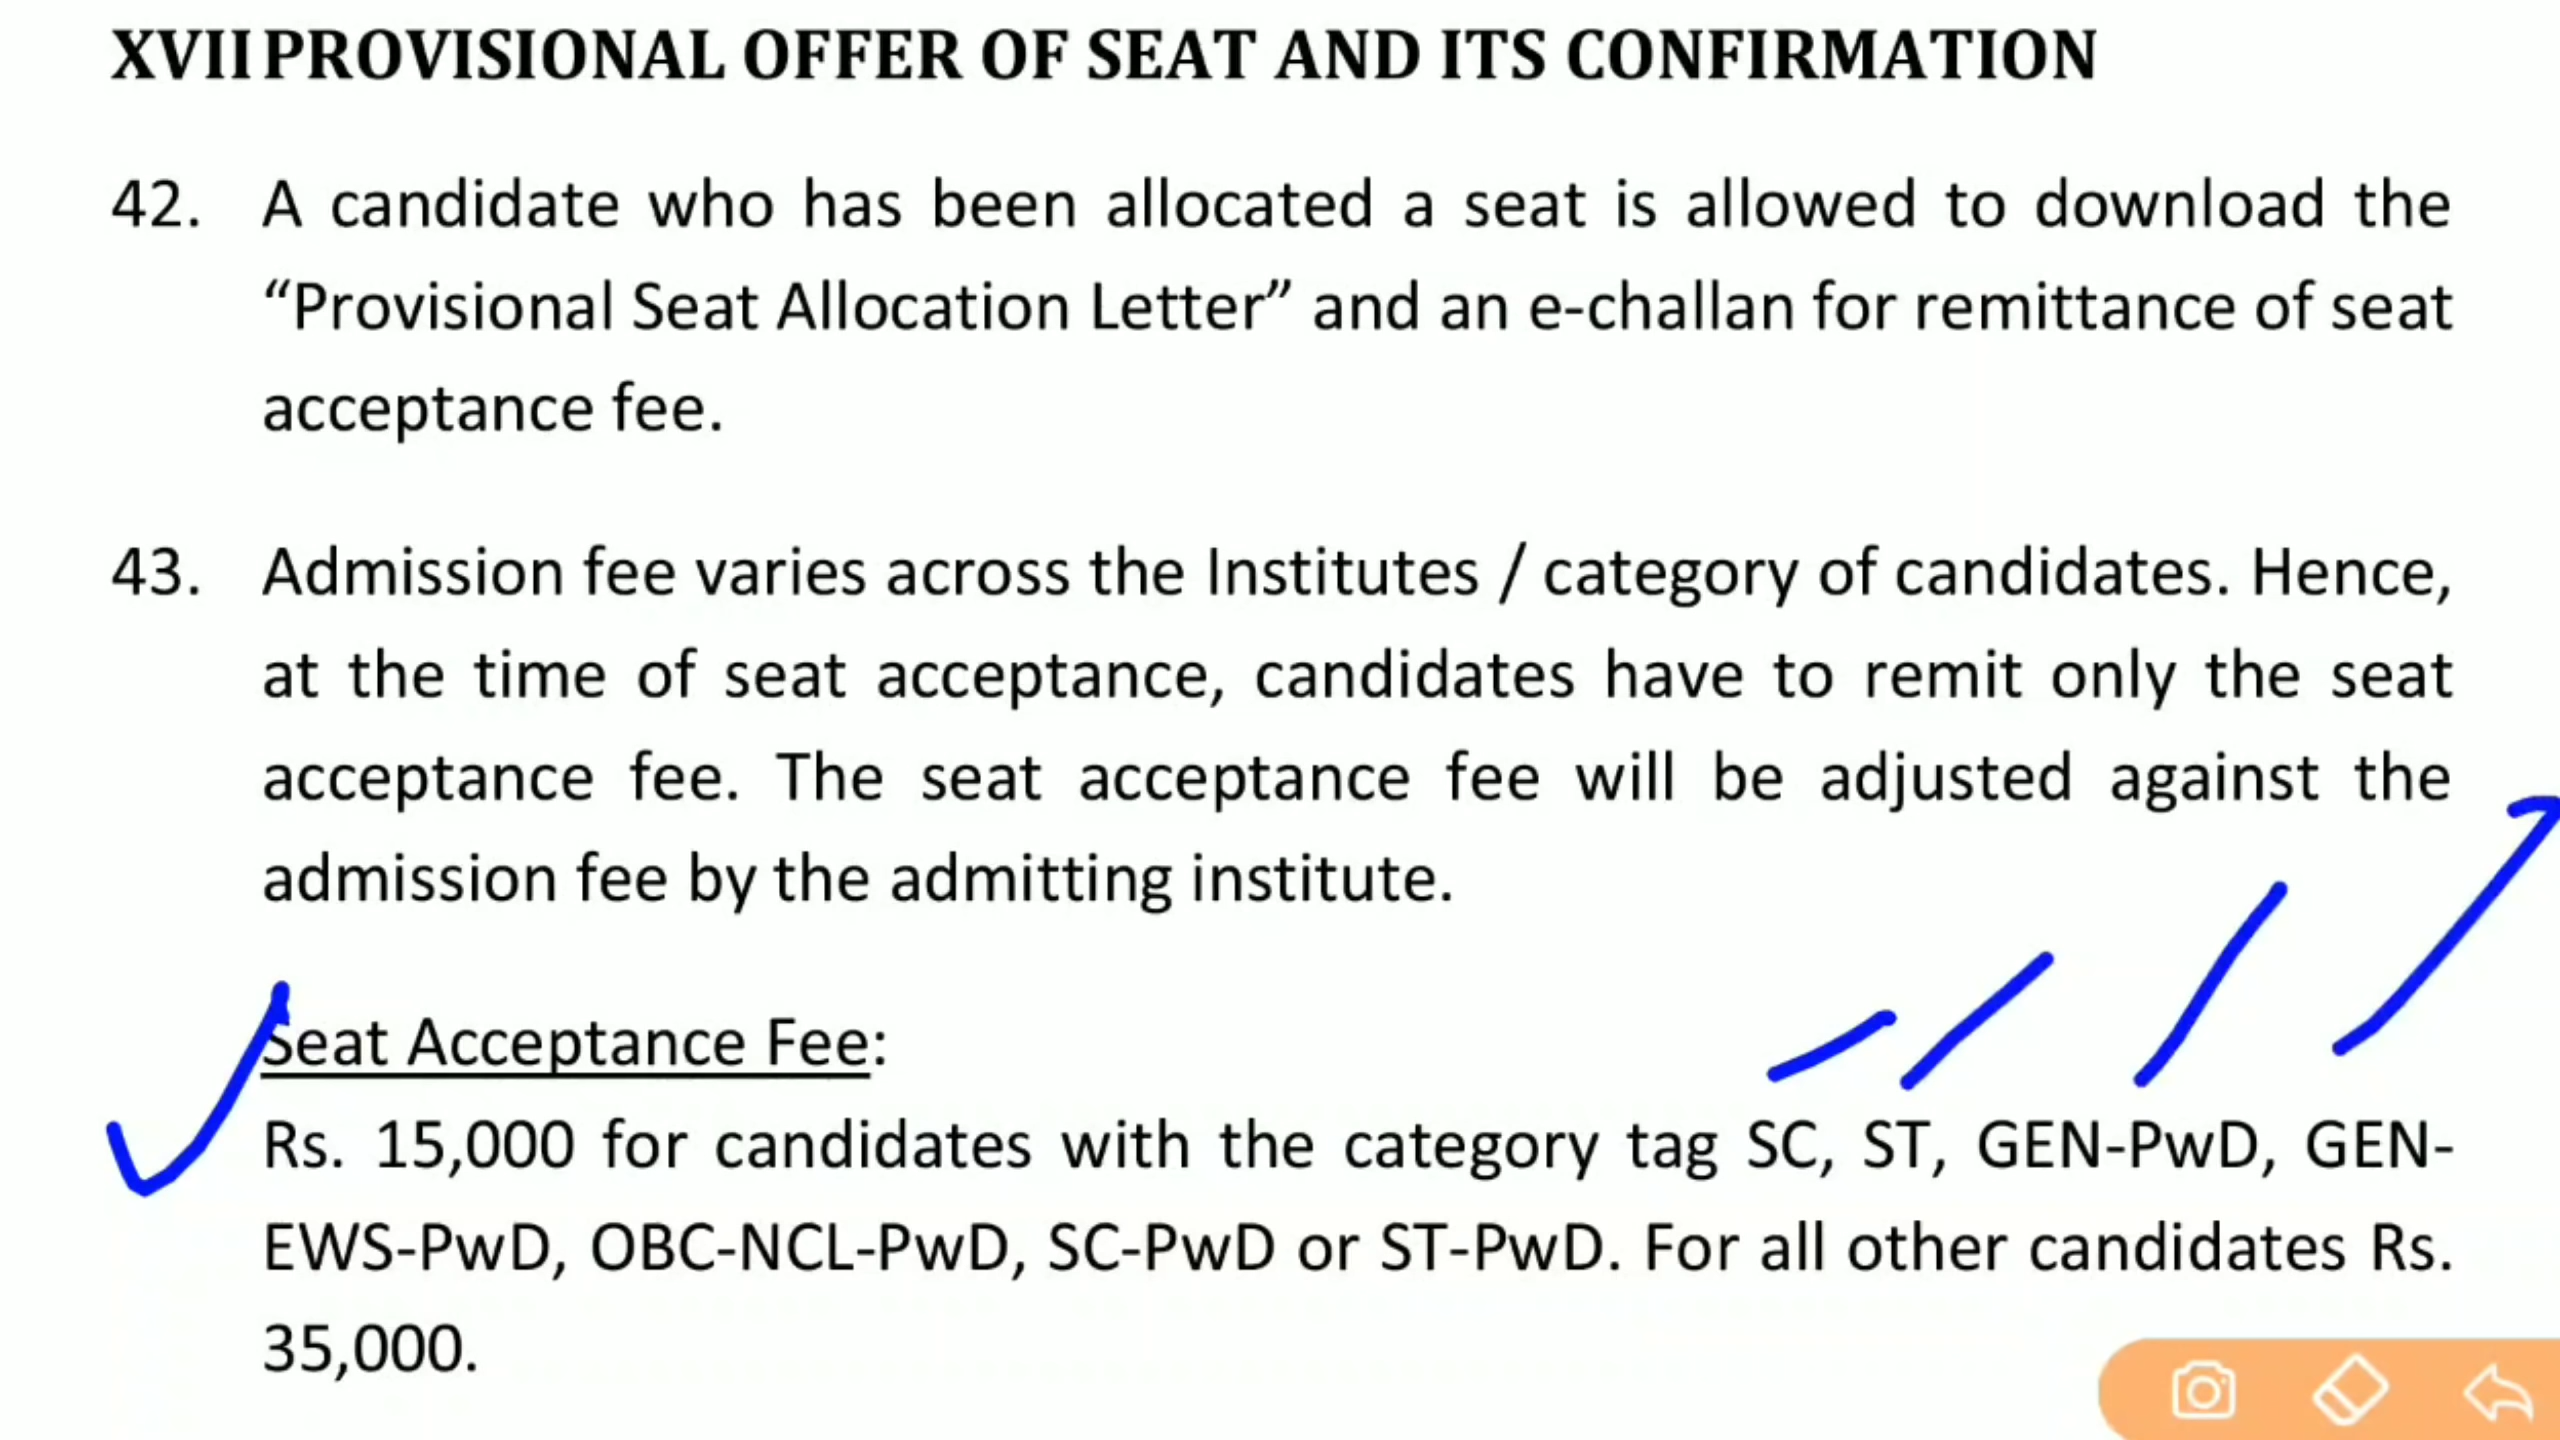 XVII PROVISIONAL OFFER OF SEAT AND ITS CONFIRMATION
42. A candidate who has been allocated a seat is allowed to download the
“Provisional Seat Allocation Letter” and an e-challan for remittance of seat
acceptance fee.
43. Admission fee varies across the Institutes / category of candidates. Hence,
at the time of seat acceptance, candidates have to remit only the seat
acceptance fee. The seat acceptance fee will be adjusted against the
admission fee by the admitting institute.
Seat Acceptance Fee:
Rs. 15,000 for candidates with the category tag SC, ST, GEN-PwD, GEN-
EWS-PwD, OBC-NCL-PwD, SC-PwD or ST-PwD. For all other candidates Rs.
35,000.